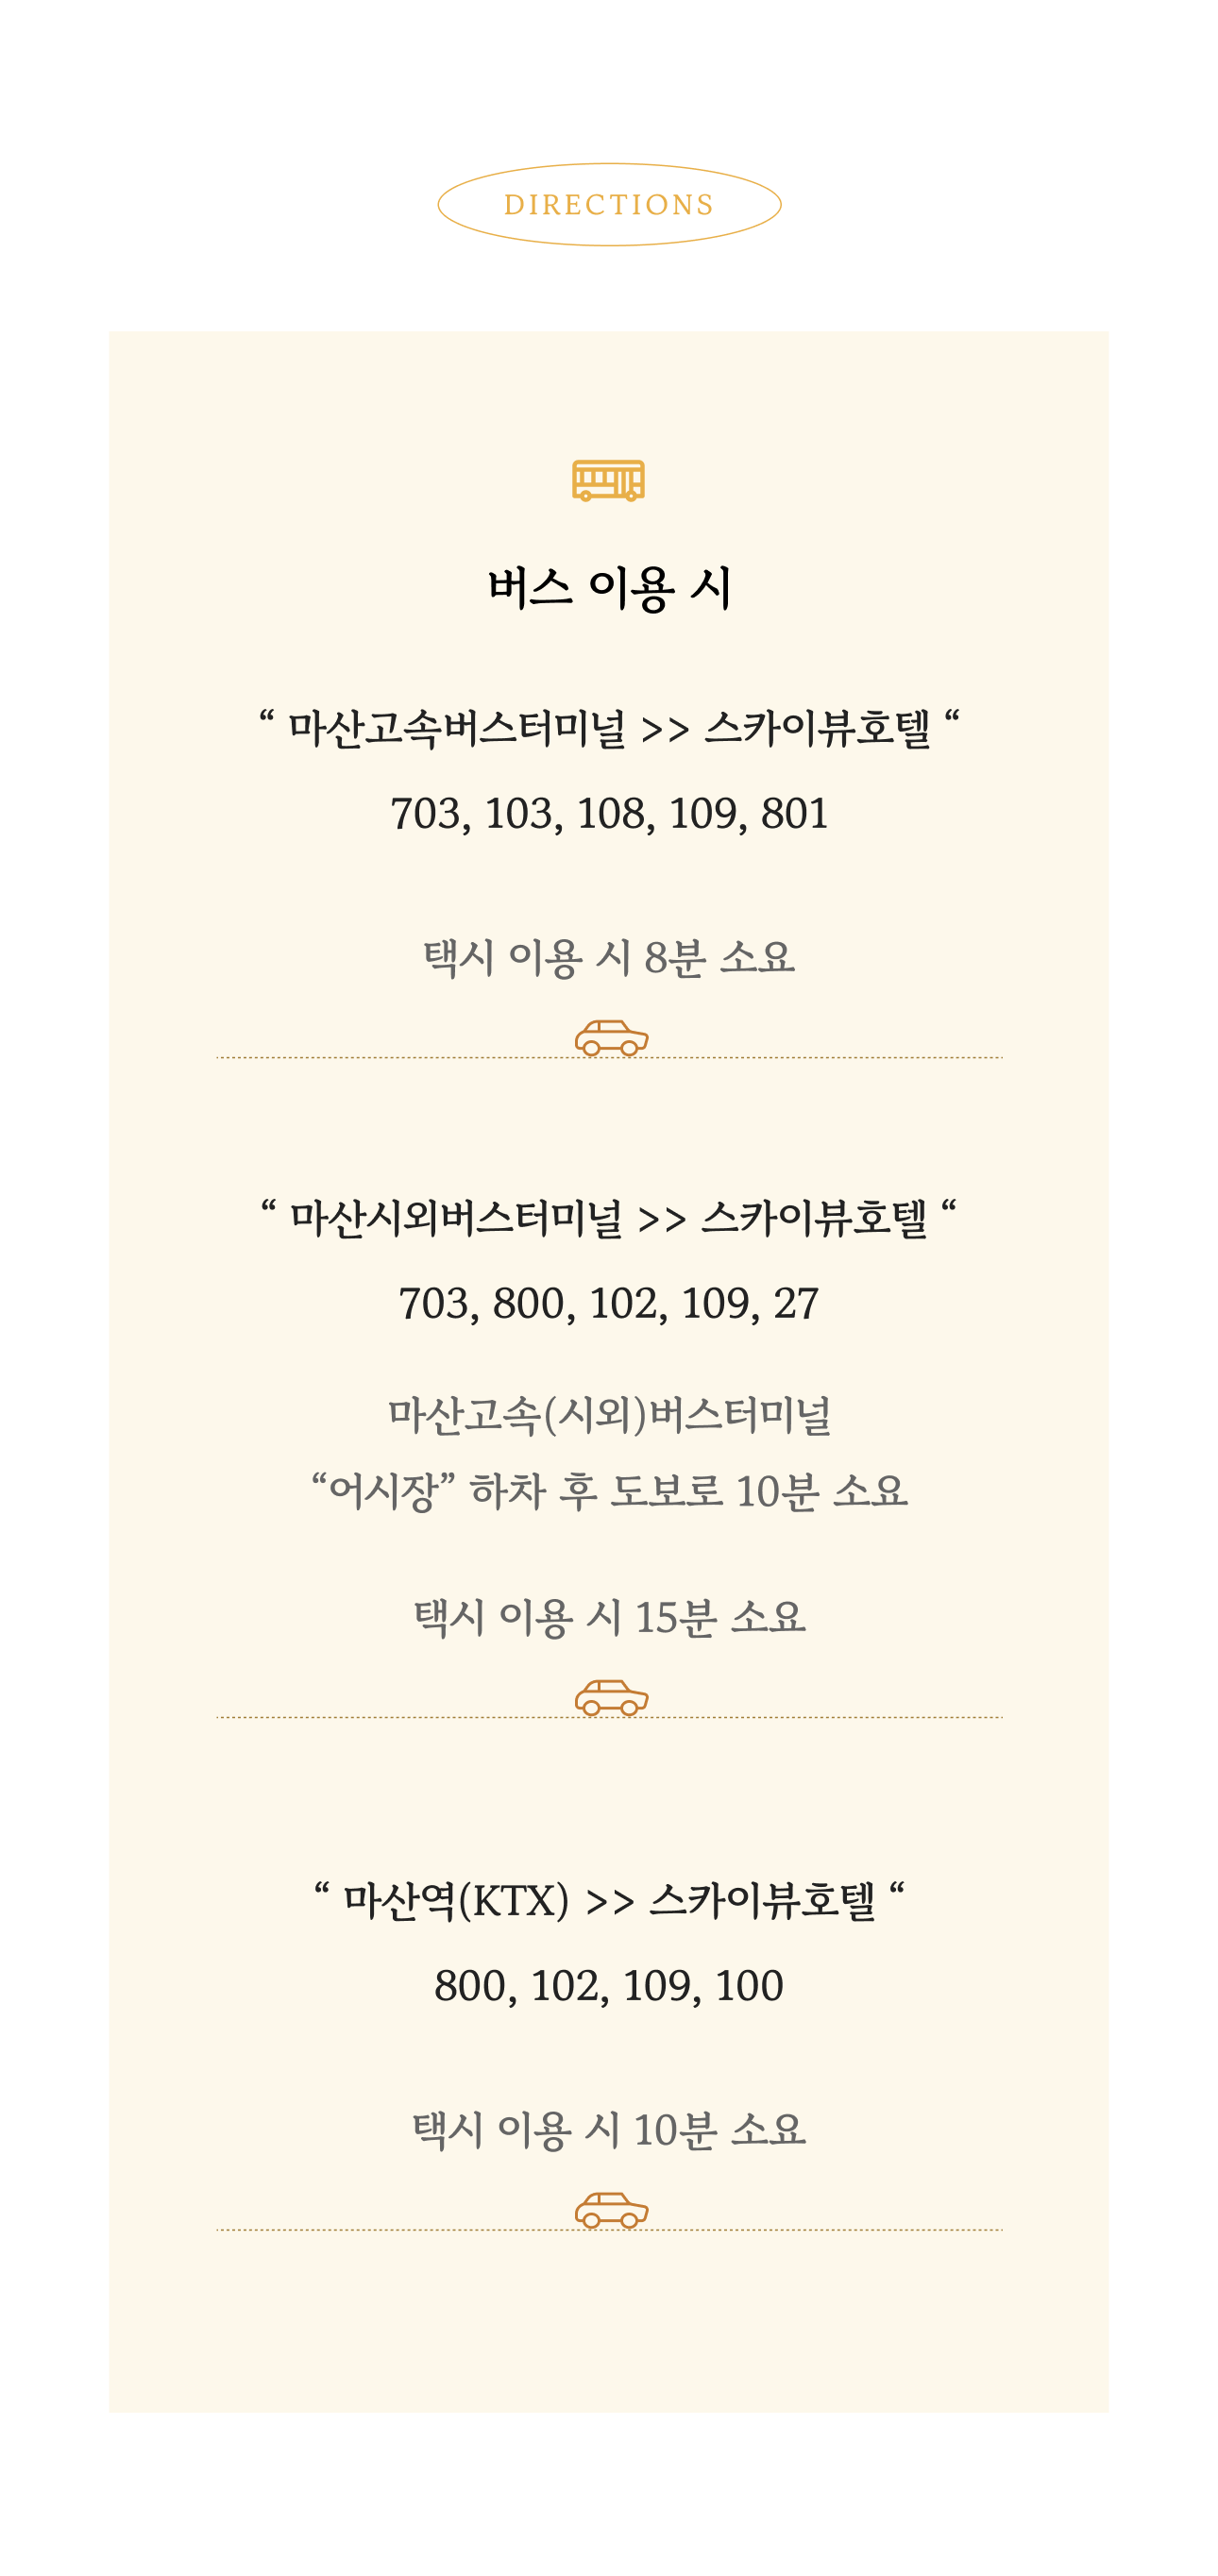 DIRECTIONS
버스 이용 시
“ 마산고속버스터미널 >> 스카이뷰호텔 “
703, 103, 108, 109, 801
택시 이용 시 8분 소요
“ 마산시외버스터미널 >> 스카이뷰호텔 “
703, 800, 102, 109, 27
마산고속(시외)버스터미널
“어시장” 하차 후 도보로 10분 소요
택시 이용 시 15분 소요
“ 마산역(KTX) >> 스카이뷰호텔 “
800, 102, 109, 100
택시 이용 시 10분 소요